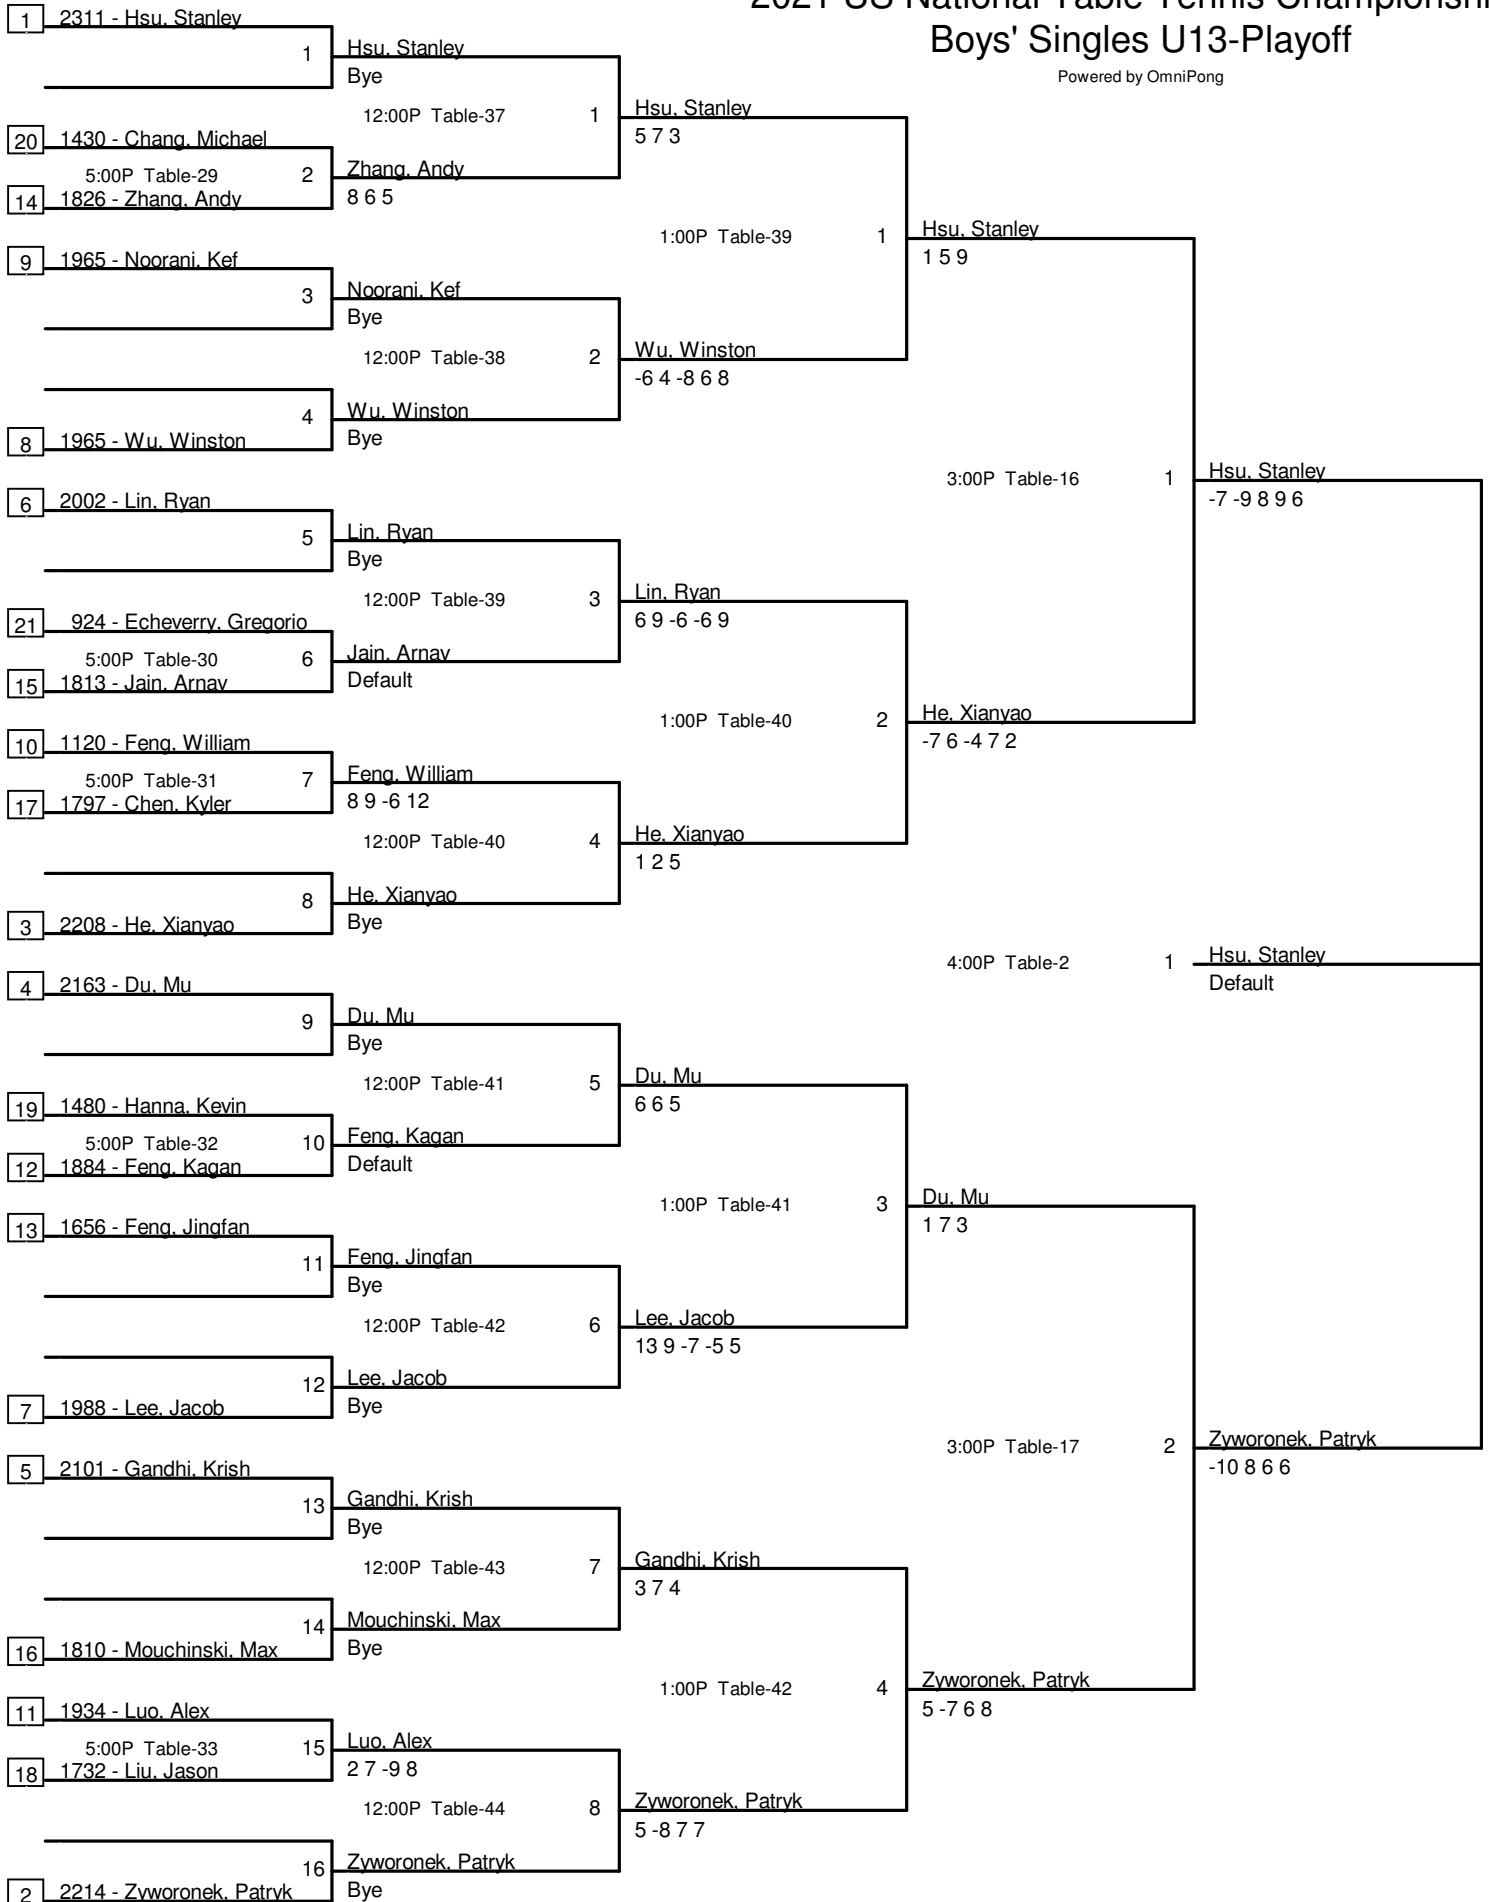 2021 US National Table Tennis Championshi
Boys' Singles U13-Playoff
Powered by OmniPong
1 2311 - Hsu, Stanley
1 Hsu, Stanley
Bye
12:00P Table-37 1 Hsu, Stanley
5 7 3
20 1430 - Chang, Michael
5:00P Table-29 2 Zhang, Andy
14 1826 - Zhang, Andy
8 6 5
1:00P Table-39 1 Hsu, Stanley
1 5 9
9 1965 - Noorani, Kef
3 Noorani, Kef
Bye
12:00P Table-38 2 Wu, Winston
-6 4 -8 6 8
4 Wu, Winston
Bye
8 1965 - Wu, Winston
3:00P Table-16 1 Hsu, Stanley
-7 -9 8 9 6
6 2002 - Lin, Ryan
5 Lin, Ryan
Bye
12:00P Table-39 3 Lin, Ryan
6 9 -6 -6 9
21 924 - Echeverry, Gregorio
5:00P Table-30 6 Jain, Arnav
15 1813 - Jain, Arnav
Default
1:00P Table-40 2 He, Xianyao
-7 6 -4 7 2
10 1120 - Feng, William
5:00P Table-31 7 Feng, William
17 1797 - Chen, Kyler
8 9 -6 12
12:00P Table-40 4 He, Xianyao
1 2 5
8 He, Xianyao
Bye
3 2208 - He, Xianyao
4:00P Table-2 1 Hsu, Stanley
Default
4 2163 - Du, Mu
9 Du, Mu
Bye
12:00P Table-41 5 Du, Mu
6 6 5
19 1480 - Hanna, Kevin
5:00P Table-32 10 Feng, Kagan
12 1884 - Feng, Kagan
Default
1:00P Table-41 3 Du, Mu
1 7 3
13 1656 - Feng, Jingfan
11 Feng, Jingfan
Bye
12:00P Table-42 6 Lee, Jacob
13 9 -7 -5 5
12 Lee, Jacob
Bye
7 1988 - Lee, Jacob
3:00P Table-17 2 Zyworonek, Patryk
-10 8 6 6
5 2101 - Gandhi, Krish
13 Gandhi, Krish
Bye
12:00P Table-43 7 Gandhi, Krish
3 7 4
14 Mouchinski, Max
Bye
16 1810 - Mouchinski, Max
1:00P Table-42 4 Zyworonek, Patryk
5 -7 6 8
11 1934 - Luo, Alex
5:00P Table-33 15 Luo, Alex
18 1732 - Liu, Jason
2 7 -9 8
12:00P Table-44 8 Zyworonek, Patryk
5 -8 7 7
16 Zyworonek, Patryk
Bye
2 2214 - Zyworonek, Patryk